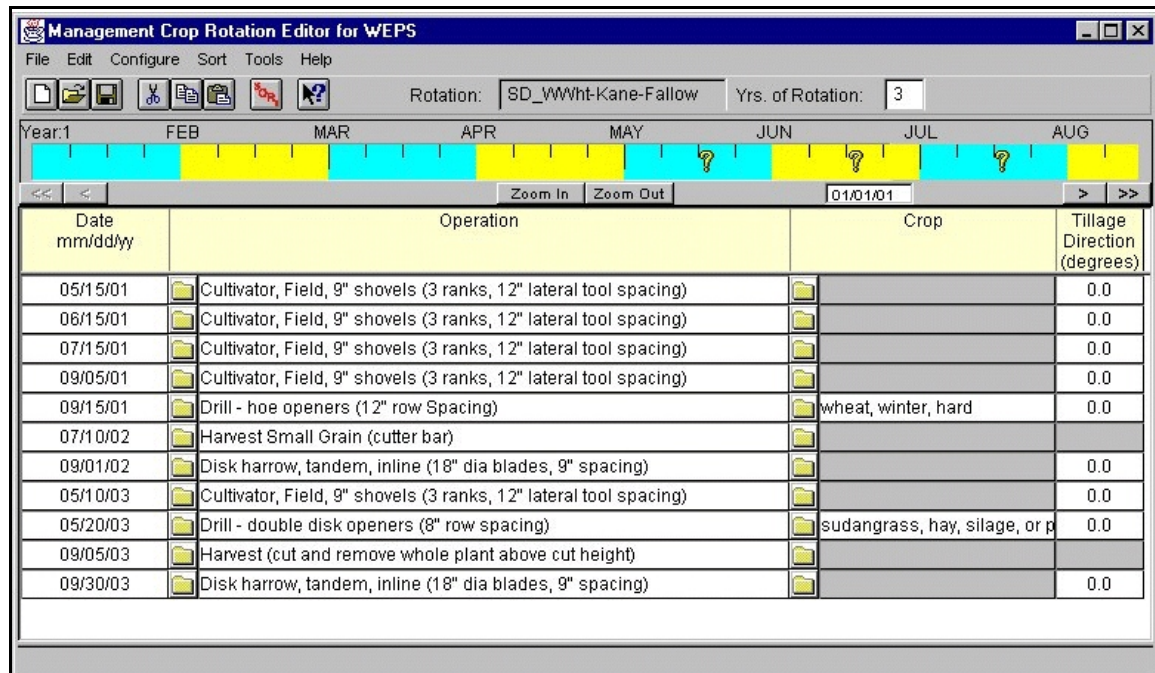 Management Crop Rotation Editor for WEPS
File Edit Configure Sort Tools Help
Rotation: SD_WWht-Kane-Fallow Yrs. of Rotation: 3
Year:1 FEB MAR APR MAY JUN JUL AUG
<< < Zoom In Zoom Out 01/01/01 > >>
Date Operation Crop Tillage
mm/dd/yy Direction
(degrees)
05/15/01 Cultivator, Field, 9" shovels (3 ranks, 12" lateral tool spacing) 0.0
06/15/01 Cultivator, Field, 9" shovels (3 ranks, 12" lateral tool spacing) 0.0
07/15/01 Cultivator, Field, 9" shovels (3 ranks, 12" lateral tool spacing) 0.0
09/05/01 Cultivator, Field, 9" shovels (3 ranks, 12" lateral tool spacing) 0.0
09/15/01 Drill - hoe openers (12" row Spacing) wheat, winter, hard 0.0
07/10/02 Harvest Small Grain (cutter bar)
09/01/02 Disk harrow, tandem, inline (18" dia blades, 9" spacing) 0.0
05/10/03 Cultivator, Field, 9" shovels (3 ranks, 12" lateral tool spacing) 0.0
05/20/03 Drill - double disk openers (8" row spacing) sudangrass, hay, silage, or p 0.0
09/05/03 Harvest (cut and remove whole plant above cut height)
09/30/03 Disk harrow, tandem, inline (18" dia blades, 9" spacing) 0.0